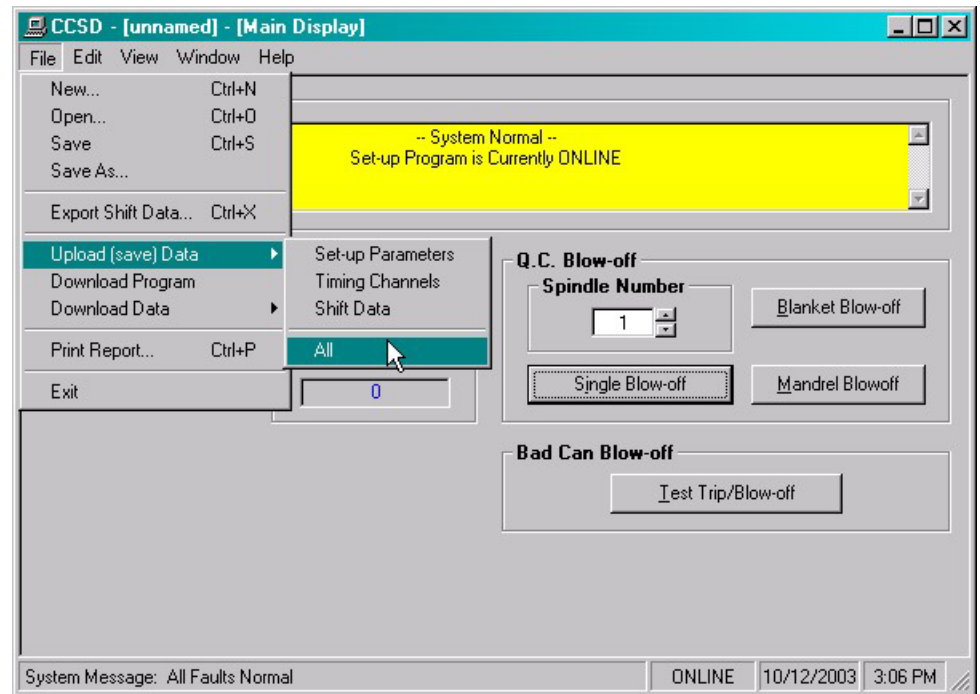 CCSD - [unnamed] - [Main Display]
File Edit View Window Help
New... Ctrl+N
Open... Ctrl+O
Save Ctrl+S
Save As...
Export Shift Data... Ctrl+X
Upload (save) Data
Download Program
Download Data
Print Report... Ctrl+P
Exit
Set-up Parameters
Timing Channels
Shift Data
All
-- System Normal --
Set-up Program is Currently ONLINE
0
Q.C. Blow-off
Spindle Number
1
Blanket Blow-off
Single Blow-off
Mandrel Blowoff
Bad Can Blow-off
Test Trip/Blow-off
System Message: All Faults Normal
ONLINE 10/12/2003 3:06 PM